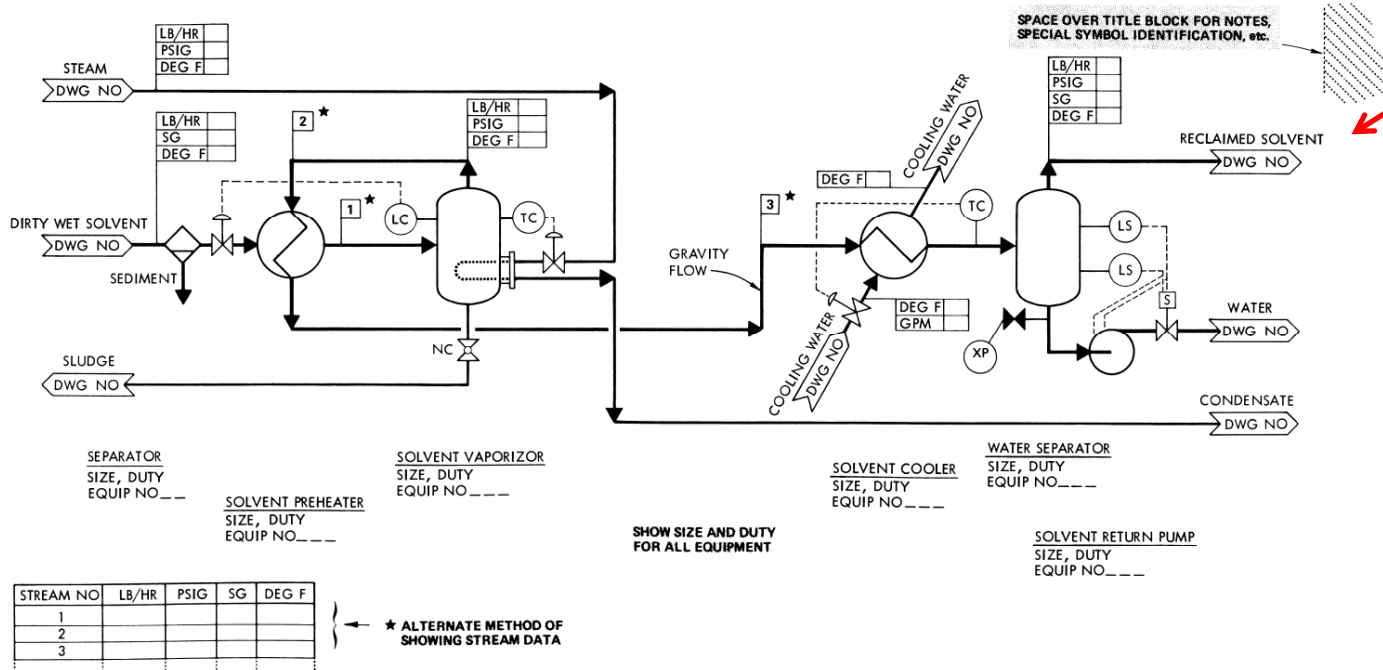 SPACE OVER TITLE BLOCK FOR NOTES,
SPECIAL SYMBOL IDENTIFICATION, etc.
LB/HR
PSIG
DEG F
STEAM
DWG NO
LB/HR
SG
DEG F
2 ★
LB/HR
PSIG
DEG F
COOLING WATER
DWG NO
LB/HR
PSIG
SG
DEG F
RECLAIMED SOLVENT
DWG NO
DEG F
DIRTY WET SOLVENT
DWG NO
SEDIMENT
1 ★
LC
TC
3 ★
GRAVITY
FLOW
TC
LS
LS
S
DEG F
GPM
COOLING WATER
DWG NO
XP
WATER
DWG NO
NC
SLUDGE
DWG NO
CONDENSATE
DWG NO
SEPARATOR
SIZE, DUTY
EQUIP NO___
SOLVENT PREHEATER
SIZE, DUTY
EQUIP NO___
SOLVENT VAPORIZOR
SIZE, DUTY
EQUIP NO___
SOLVENT COOLER
SIZE, DUTY
EQUIP NO___
WATER SEPARATOR
SIZE, DUTY
EQUIP NO___
SOLVENT RETURN PUMP
SIZE, DUTY
EQUIP NO___
SHOW SIZE AND DUTY
FOR ALL EQUIPMENT
STREAM NO LB/HR PSIG SG DEG F
1
2
3
★ ALTERNATE METHOD OF
SHOWING STREAM DATA